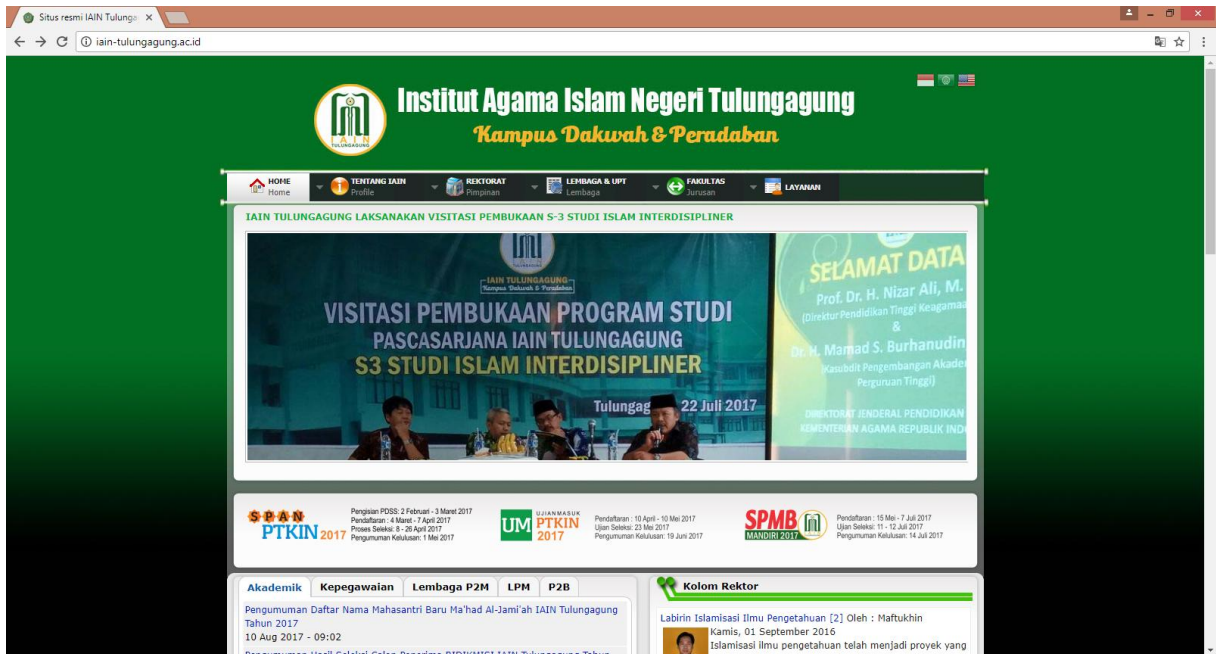 Situs resmi IAIN Tulunga
iain-tulungagung.ac.id
Institut Agama Islam Negeri Tulungagung
Kampus Dakwah & Peradaban
IAIN
TULUNGAGUNG
HOME
Home
TENTANG IAIN
Profile
REKTORAT
Pimpinan
LEMBAGA & UPT
Lembaga
FAKULTAS
Jurusan
LAYANAN
IAIN TULUNGAGUNG LAKSANAKAN VISITASI PEMBUKAAN S-3 STUDI ISLAM INTERDISIPLINER
IAIN TULUNGAGUNG
Kampus Dakwah & Peradaban
VISITASI PEMBUKAAN PROGRAM STUDI
PASCASARJANA IAIN TULUNGAGUNG
S3 STUDI ISLAM INTERDISIPLINER
Tulungag 22 Juli 2017
SELAMAT DATA
Prof. Dr. H. Nizar Ali, M.
(Direktur Pendidikan Tinggi Keagamaa
&
Dr. H. Mamad S. Burhanudin
(Kasubdit Pengembangan Akade
Perguruan Tinggi)
DIREKTORAT JENDERAL PENDIDIKAN
KEMENTERIAN AGAMA REPUBLIK INDO
SPAN
PTKIN 2017
Pengisian PDSS: 2 Februari - 3 Maret 2017
Pendaftaran : 4 Maret - 7 April 2017
Proses Seleksi: 8 - 26 April 2017
Pengumuman Kelulusan: 1 Mei 2017
UM
UJIAN MASUK
PTKIN
2017
Pendaftaran : 10 April - 10 Mei 2017
Ujian Seleksi: 23 Mei 2017
Pengumuman Kelulusan: 19 Juni 2017
SPMB
MANDIRI 2017
Pendaftaran : 15 Mei - 7 Juli 2017
Ujian Seleksi: 11 - 12 Juli 2017
Pengumuman Kelulusan: 14 Juli 2017
Akademik Kepegawaian Lembaga P2M LPM P2B
Pengumuman Daftar Nama Mahasantri Baru Ma'had Al-Jami'ah IAIN Tulungagung
Tahun 2017
10 Aug 2017 - 09:02
Pengumuman Hasil Seleksi Calon Penerima BIDIKMISI IAIN Tulungagung Tahun
Kolom Rektor
Labirin Islamisasi Ilmu Pengetahuan [2] Oleh : Maftukhin
Kamis, 01 September 2016
Islamisasi ilmu pengetahuan telah menjadi proyek yang